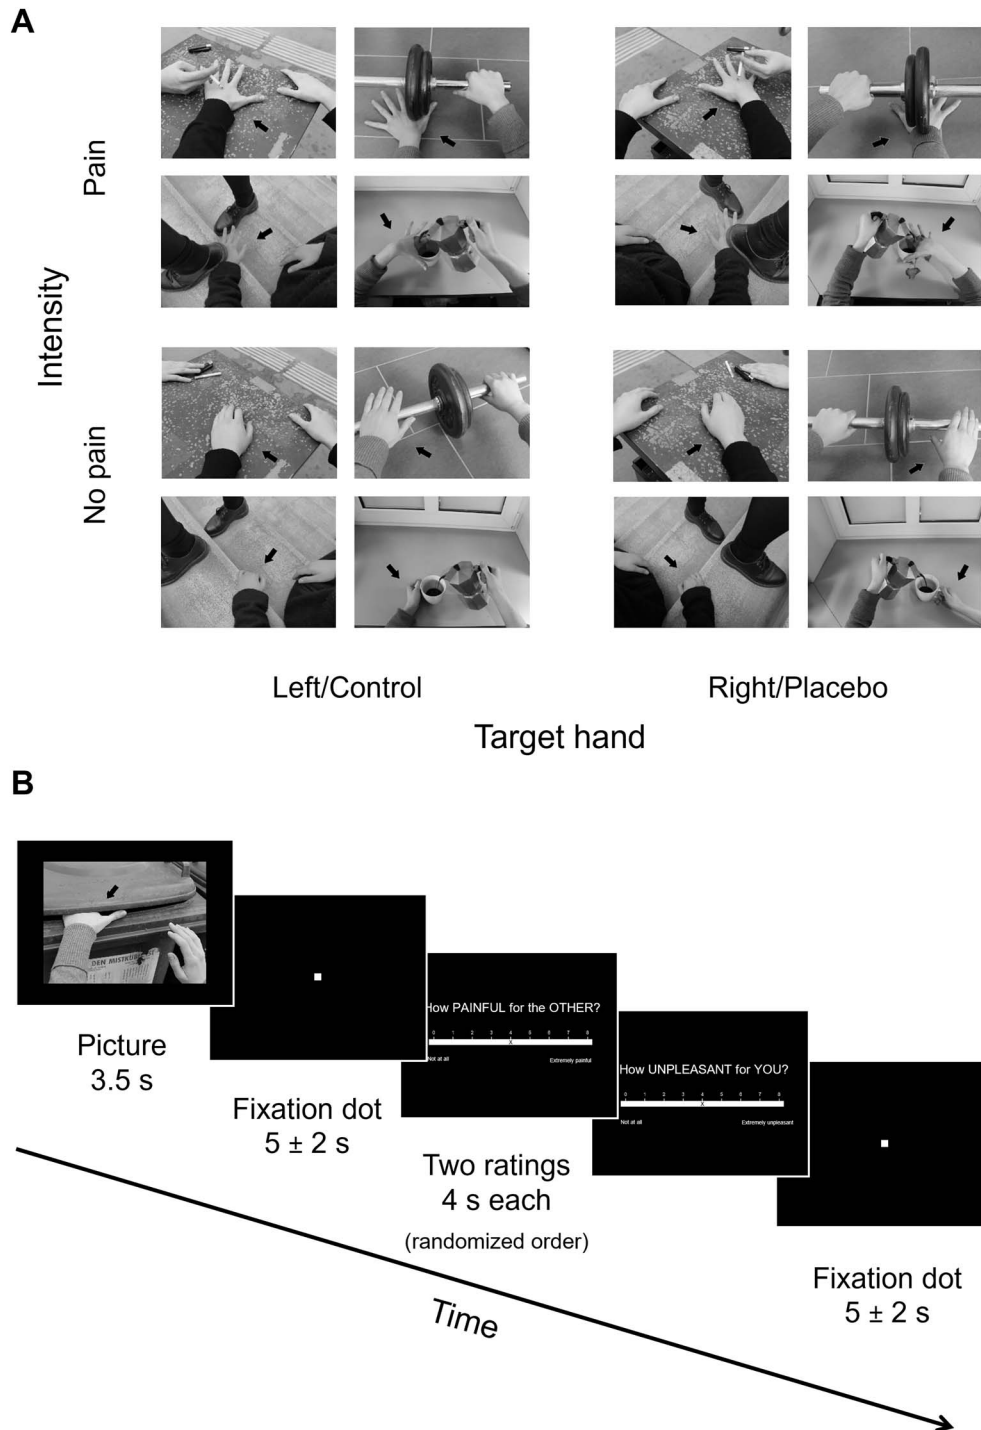 A
Pain
Intensity
No pain
Left/Control
Right/Placebo
Target hand
B
DEN
How PAINFUL for the OTHER?
0 1 2 3 4 5 6 7 8
X
Not at all
Extremely painful
How UNPLEASANT for YOU?
0 1 2 3 4 5 6 7 8
X
Not at all
Extremely unpleasant
Picture
3.5 s
Fixation dot
5 ± 2 s
Two ratings
4 s each
(randomized order)
Time
Fixation dot
5 ± 2 s